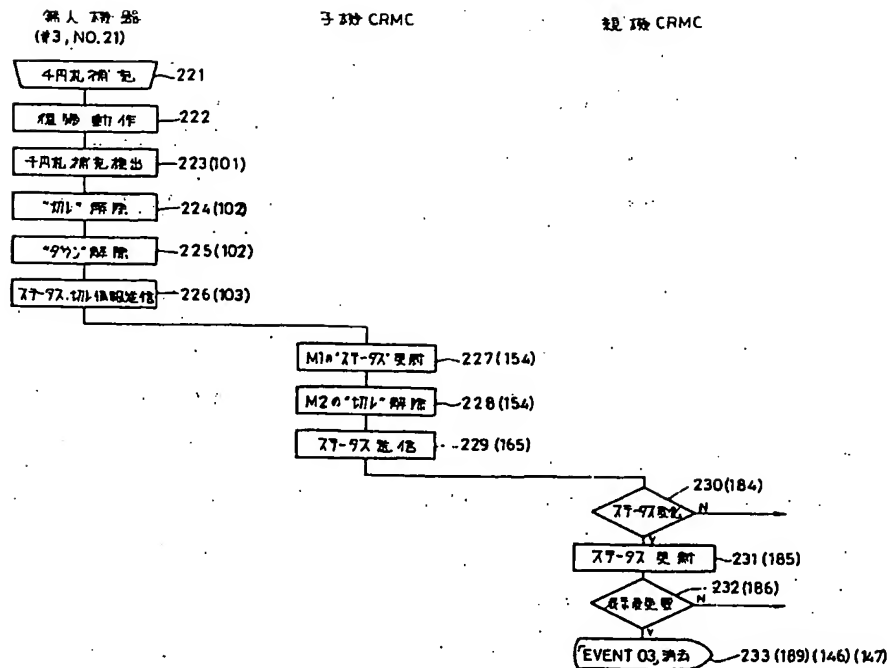 無人機器
(#3, NO.21)
子機 CRMC
親機 CRMC
千円札補充
221
復帰動作
222
千円札補充検出
223(101)
"切レ"解除
224(102)
"ダウン"解除
225(102)
ステータス・切レ情報送信
226(103)
M1の"ステータス"更新
227(154)
M2の"切レ"解除
228(154)
ステータス送信
229(165)
230(184)
ステータス変化
N
Y
ステータス更新
231(185)
232(186)
N
Y
「EVENT 03」消去
233(189)(146)(147)